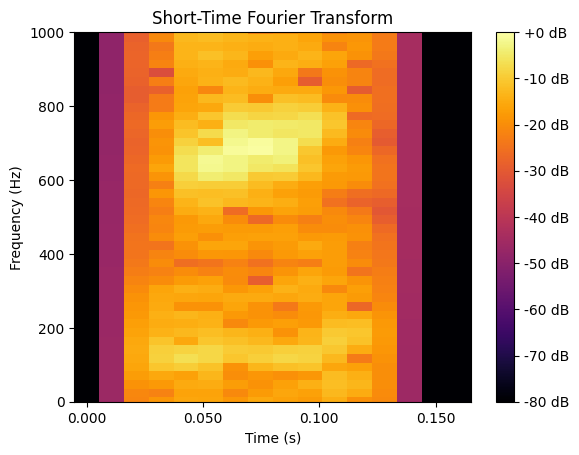 Short-Time Fourier Transform
Frequency (Hz)
1000
800
600
400
200
0
0.000
0.050
0.100
0.150
Time (s)
+0 dB
-10 dB
-20 dB
-30 dB
-40 dB
-50 dB
-60 dB
-70 dB
-80 dB